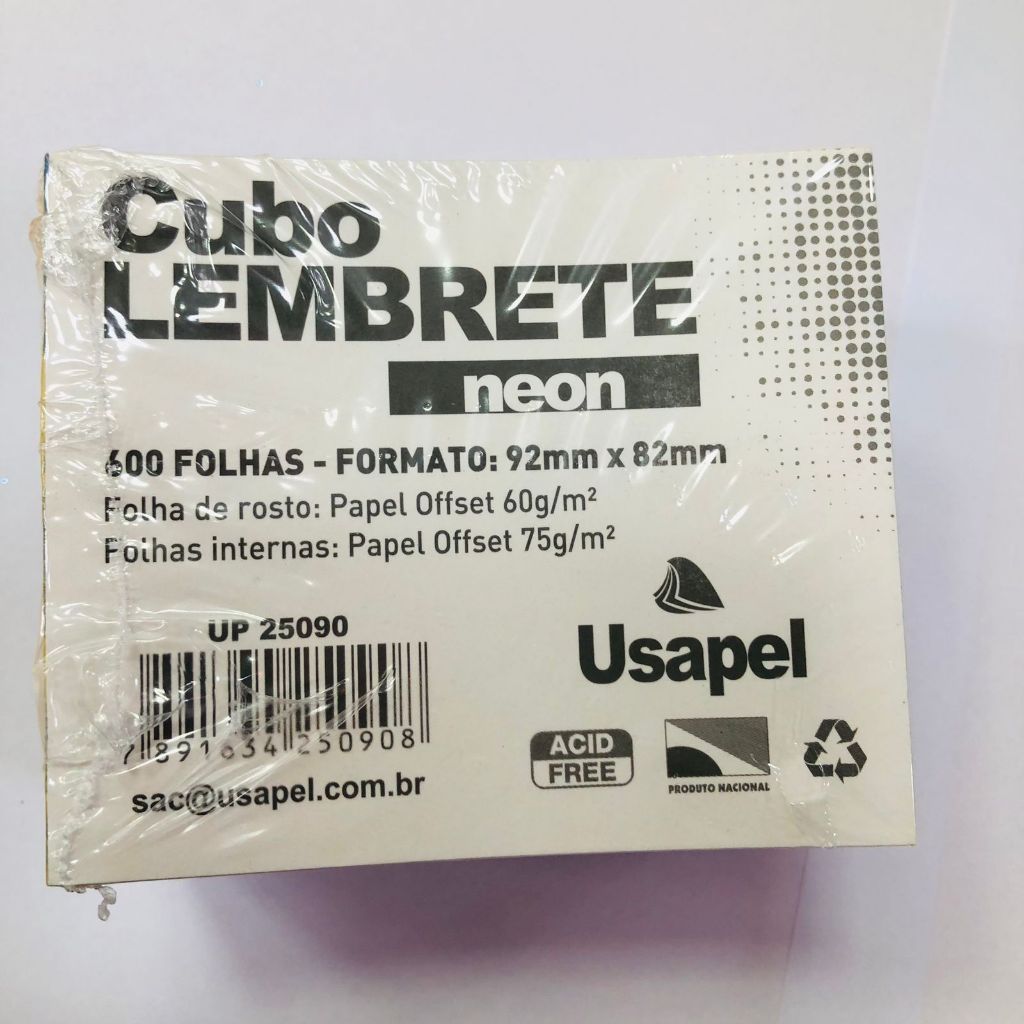 Cubo
LEMBRETE
neon
600 FOLHAS - FORMATO: 92mm x 82mm
Folha de rosto: Papel Offset 60g/m²
Folhas internas: Papel Offset 75g/m²
UP 25090
7 891634 250908
sac@usapel.com.br
Usapel
ACID
FREE
PRODUTO NACIONAL